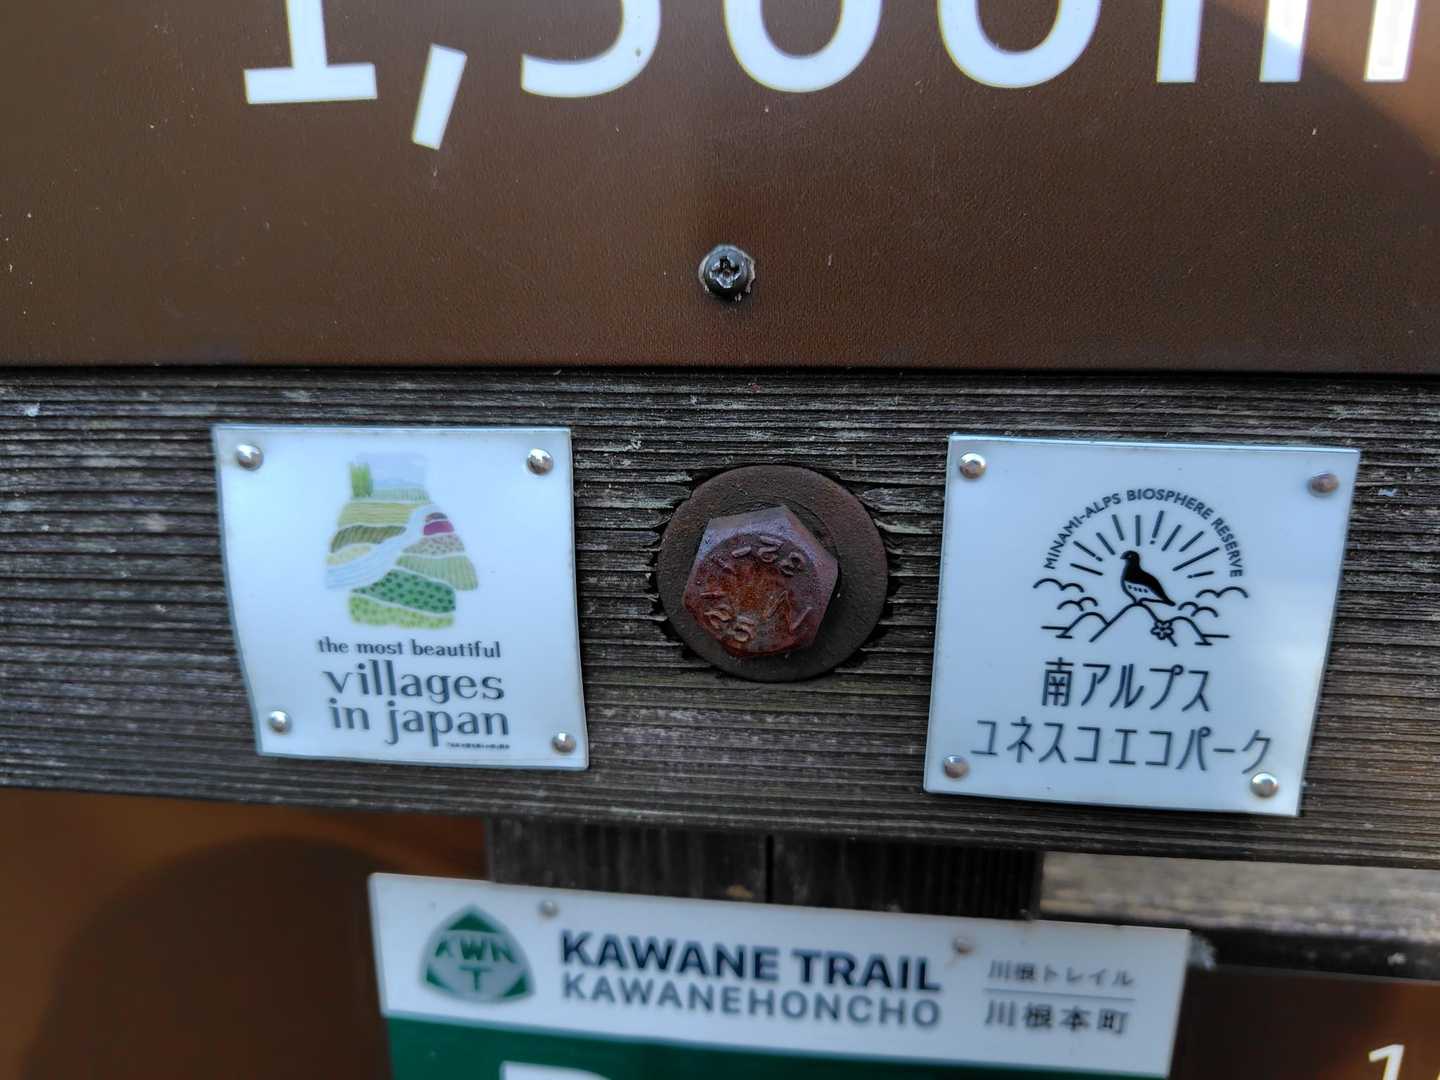 1,300m
the most beautiful
villages
in japan
MINAMI-ALPS BIOSPHERE RESERVE
南アルプス
ユネスコエコパーク
KWN
T
KAWANE TRAIL
KAWANEHONCHO
川根トレイル
川根本町